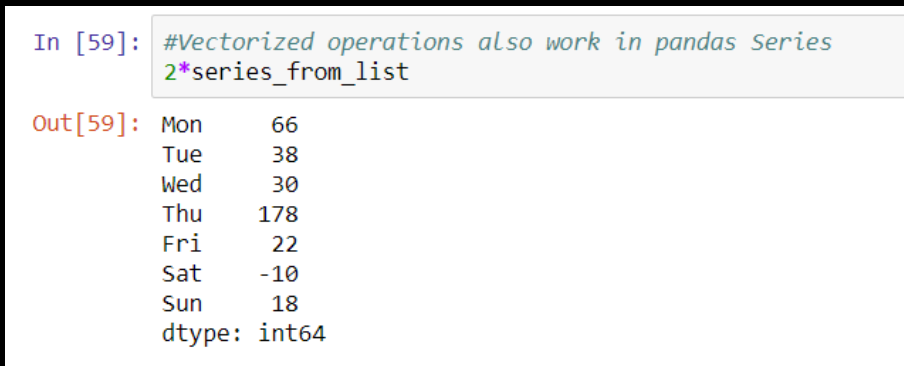 In [59]: #Vectorized operations also work in pandas Series
2*series_from_list
Out[59]: Mon 66
Tue 38
Wed 30
Thu 178
Fri 22
Sat -10
Sun 18
dtype: int64